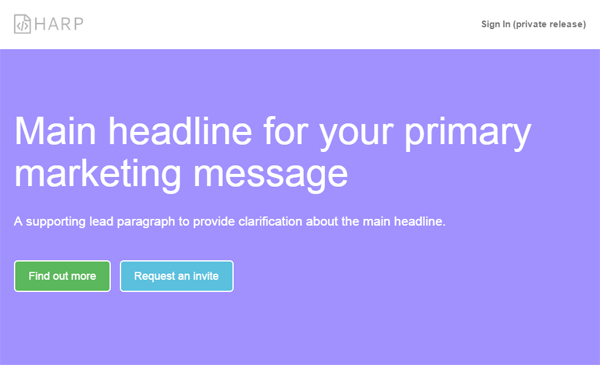 HARP
Sign In (private release)
Main headline for your primary
marketing message
A supporting lead paragraph to provide clarification about the main headline.
Find out more
Request an invite